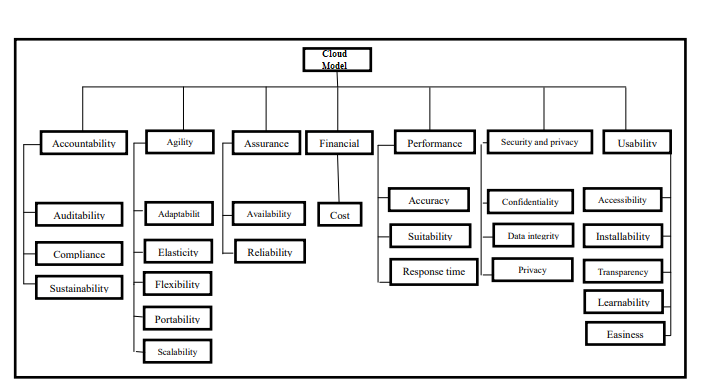 Cloud
Model
Accountability
Agility
Assurance
Financial
Performance
Security and privacy
Usability
Auditability
Compliance
Sustainability
Adaptabilit
Elasticity
Flexibility
Portability
Scalability
Availability
Reliability
Cost
Accuracy
Suitability
Response time
Confidentiality
Data integrity
Privacy
Accessibility
Installability
Transparency
Learnability
Easiness